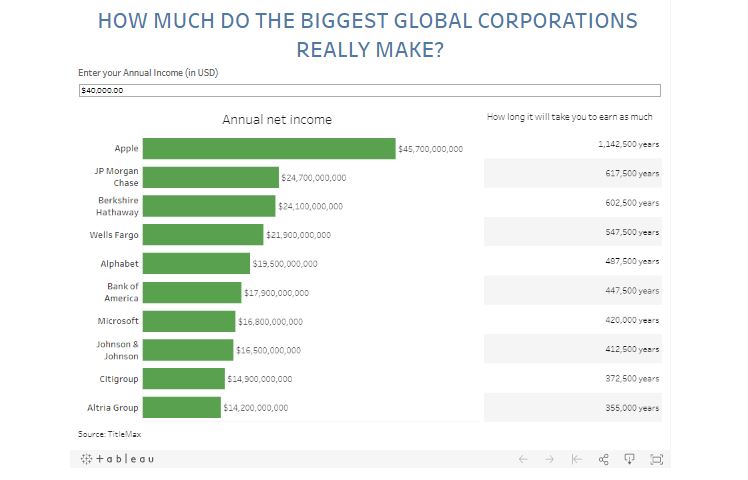 HOW MUCH DO THE BIGGEST GLOBAL CORPORATIONS
REALLY MAKE?
Enter your Annual Income (in USD)
$40,000.00
Annual net income
How long it will take you to earn as much
Apple $45,700,000,000 1,142,500 years
JP Morgan
Chase $24,700,000,000 617,500 years
Berkshire
Hathaway $24,100,000,000 602,500 years
Wells Fargo $21,900,000,000 547,500 years
Alphabet $19,500,000,000 487,500 years
Bank of
America $17,900,000,000 447,500 years
Microsoft $16,800,000,000 420,000 years
Johnson &
Johnson $16,500,000,000 412,500 years
Citigroup $14,900,000,000 372,500 years
Altria Group $14,200,000,000 355,000 years
Source: TitleMax
+ableau